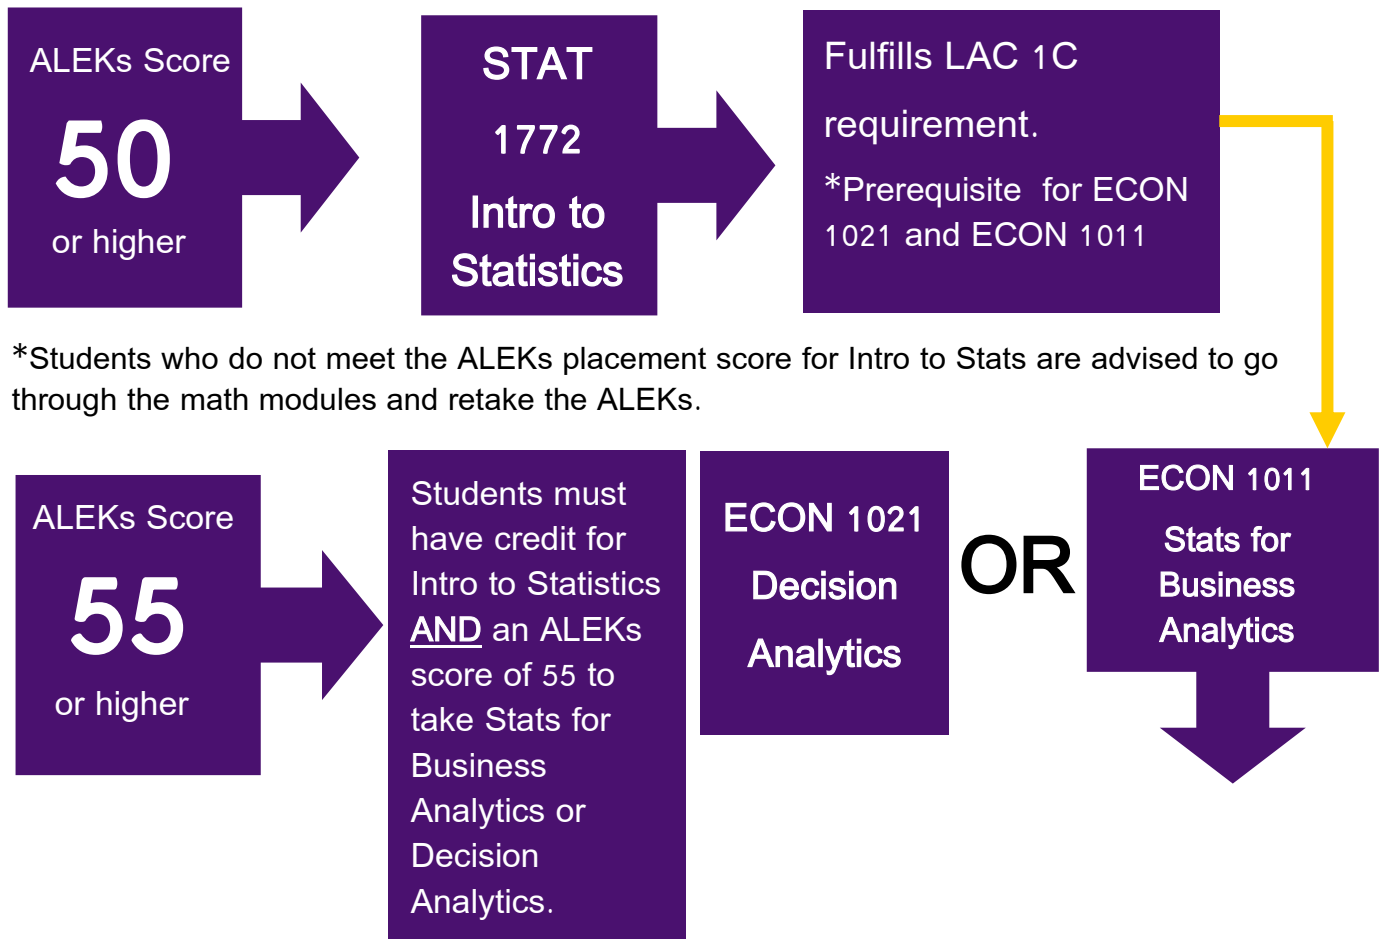 ALEKs Score
50
or higher
STAT
1772
Intro to
Statistics
Fulfills LAC 1C
requirement.
*Prerequisite for ECON
1021 and ECON 1011
*Students who do not meet the ALEKs placement score for Intro to Stats are advised to go
through the math modules and retake the ALEKs.
ALEKs Score
55
or higher
Students must
have credit for
Intro to Statistics
AND an ALEKs
score of 55 to
take Stats for
Business
Analytics or
Decision
Analytics.
ECON 1021
Decision
Analytics
OR
ECON 1011
Stats for
Business
Analytics